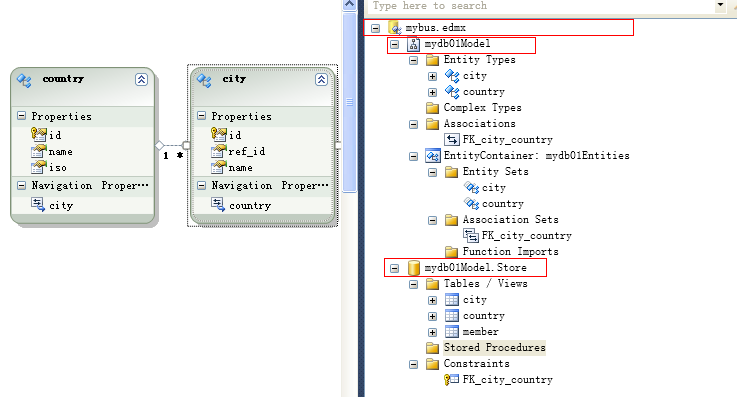 country
Properties
id
name
iso
Navigation Proper...
city
1 *
city
Properties
id
ref_id
name
Navigation Proper...
country
Type here to search
mybus.edmx
mydb01Model
Entity Types
city
country
Complex Types
Associations
FK_city_country
EntityContainer: mydb01Entities
Entity Sets
city
country
Association Sets
FK_city_country
Function Imports
mydb01Model.Store
Tables / Views
city
country
member
Stored Procedures
Constraints
FK_city_country